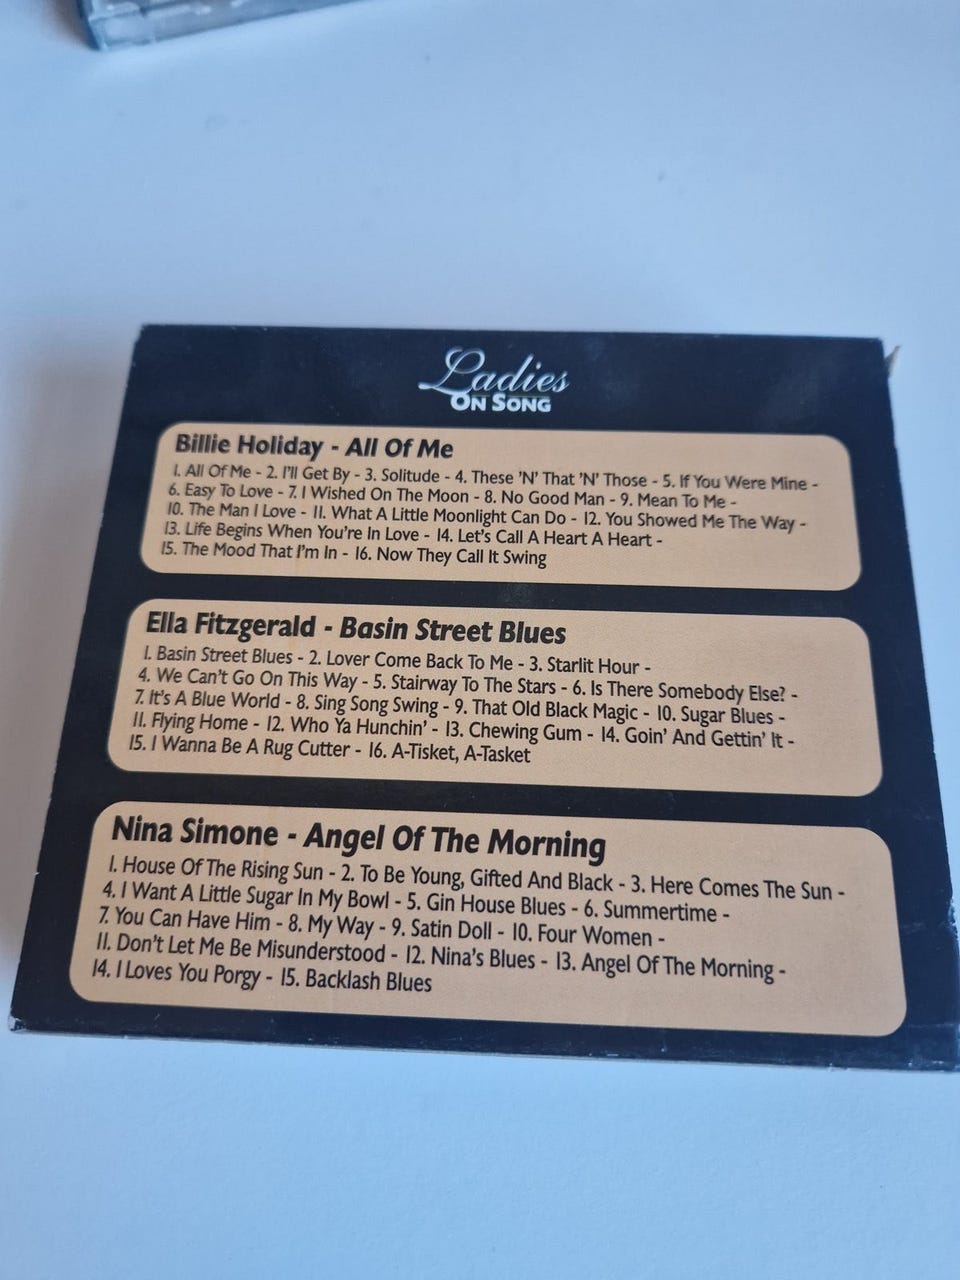 Ladies
ON SONG
Billie Holiday - All Of Me
1. All Of Me - 2. I'll Get By - 3. Solitude - 4. These 'N' That 'N' Those - 5. If You Were Mine -
6. Easy To Love - 7. I Wished On The Moon - 8. No Good Man - 9. Mean To Me -
10. The Man I Love - 11. What A Little Moonlight Can Do - 12. You Showed Me The Way -
13. Life Begins When You're In Love - 14. Let's Call A Heart A Heart -
15. The Mood That I'm In - 16. Now They Call It Swing
Ella Fitzgerald - Basin Street Blues
1. Basin Street Blues - 2. Lover Come Back To Me - 3. Starlit Hour -
4. We Can't Go On This Way - 5. Stairway To The Stars - 6. Is There Somebody Else? -
7. It's A Blue World - 8. Sing Song Swing - 9. That Old Black Magic - 10. Sugar Blues -
11. Flying Home - 12. Who Ya Hunchin' - 13. Chewing Gum - 14. Goin' And Gettin' It -
15. I Wanna Be A Rug Cutter - 16. A-Tisket, A-Tasket
Nina Simone - Angel Of The Morning
1. House Of The Rising Sun - 2. To Be Young, Gifted And Black - 3. Here Comes The Sun -
4. I Want A Little Sugar In My Bowl - 5. Gin House Blues - 6. Summertime -
7. You Can Have Him - 8. My Way - 9. Satin Doll - 10. Four Women -
11. Don't Let Me Be Misunderstood - 12. Nina's Blues - 13. Angel Of The Morning -
14. I Loves You Porgy - 15. Backlash Blues